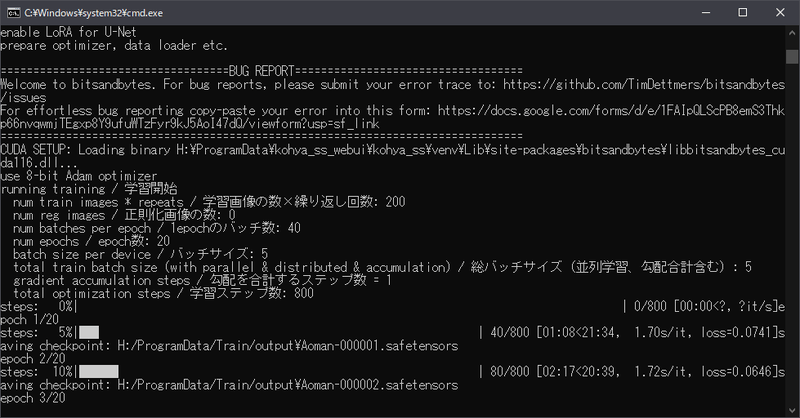 C:¥Windows¥system32¥cmd.exe
enable LoRA for U-Net
prepare optimizer, data loader etc.
===================================BUG REPORT===================================
Welcome to bitsandbytes. For bug reports, please submit your error trace to: https://github.com/TimDettmers/bitsandbytes
/issues
For effortless bug reporting copy-paste your error into this form: https://docs.google.com/forms/d/e/1FAIpQLScPB8emS3Thk
p66nvqwmjTEgxp8Y9ufuWTzFyr9kJ5AoI47dQ/viewform?usp=sf_link
================================================================================
CUDA SETUP: Loading binary H:¥ProgramData¥kohya_ss_webui¥kohya_ss¥venv¥Lib¥site-packages¥bitsandbytes¥libbitsandbytes_cu
da116.dll...
use 8-bit Adam optimizer
running training / 学習開始
num train images * repeats / 学習画像の数×繰り返し回数: 200
num reg images / 正則化画像の数: 0
num batches per epoch / 1epochのバッチ数: 40
num epochs / epoch数: 20
batch size per device / バッチサイズ: 5
total train batch size (with parallel & distributed & accumulation) / 総バッチサイズ（並列学習、勾配合計含む）: 5
gradient accumulation steps / 勾配を合計するステップ数 = 1
total optimization steps / 学習ステップ数: 800
steps:   0%|                                                                    | 0/800 [00:00<?, ?it/s]e
poch 1/20
steps:   5%|███                                                  | 40/800 [01:08<21:34,  1.70s/it, loss=0.0741]s
aving checkpoint: H:/ProgramData/Train/output¥Aoman-000001.safetensors
epoch 2/20
steps:  10%|██████                                               | 80/800 [02:17<20:39,  1.72s/it, loss=0.0646]s
aving checkpoint: H:/ProgramData/Train/output¥Aoman-000002.safetensors
epoch 3/20